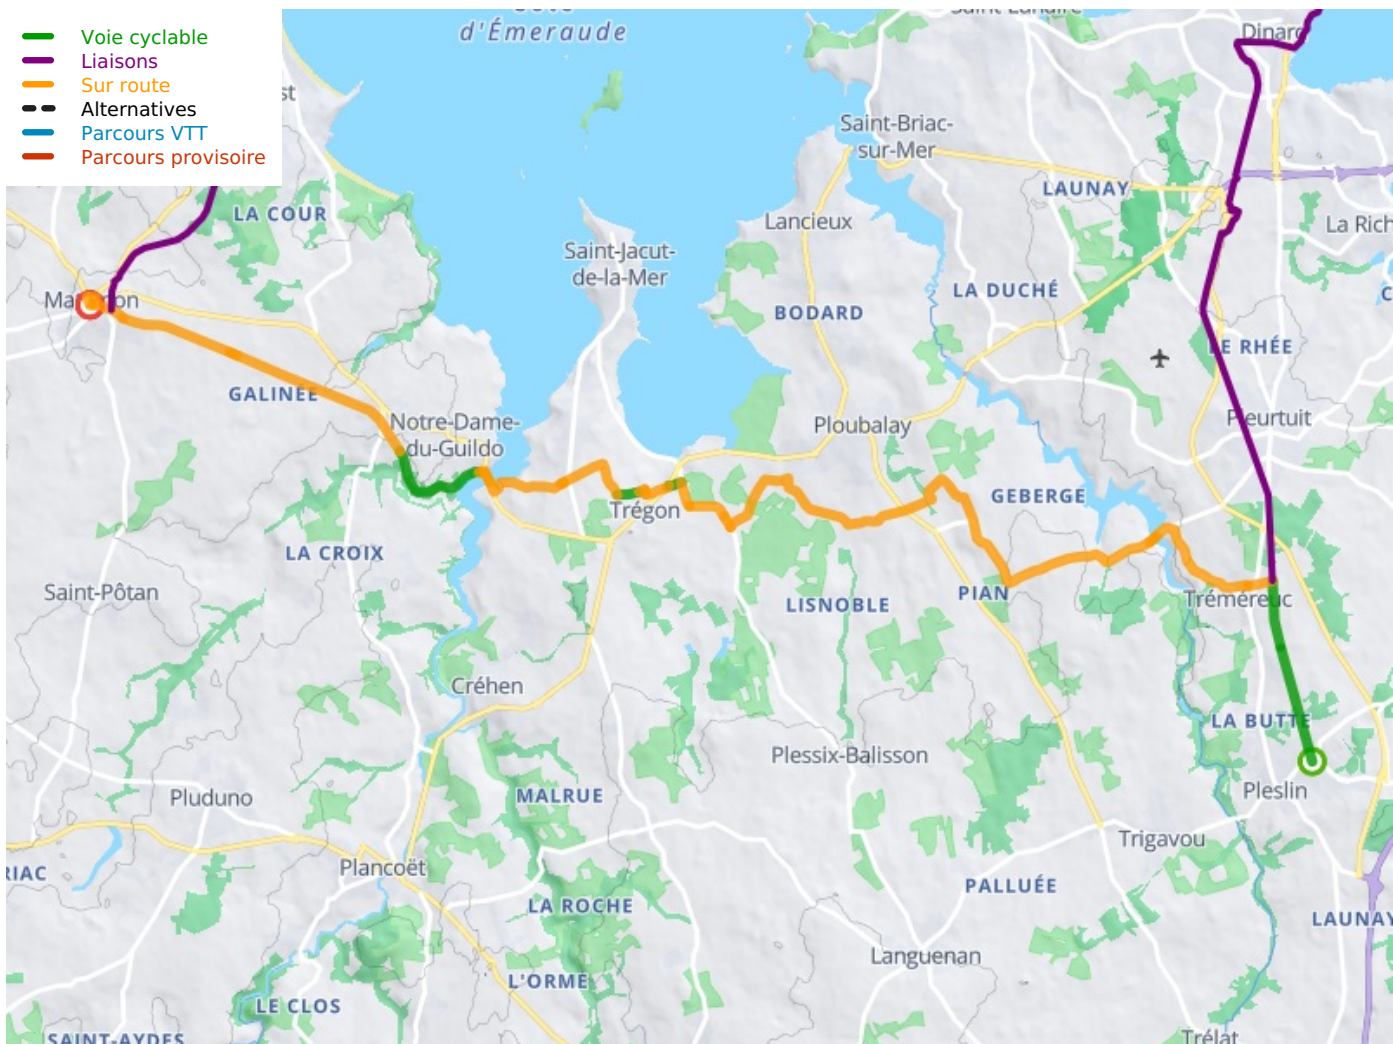 Voie cyclable
Liaisons
Sur route
Alternatives
Parcours VTT
Parcours provisoire
d'Émeraude
Dinard
Saint-Briac-
sur-Mer
LAUNAY
LA COUR
Lancieux
La Rich
Saint-Jacut-
de-la-Mer
LA DUCHÉ
BODARD
LE RHÉE
GALINÉE
Notre-Dame-
du-Guildo
Ploubalay
Pleurtuit
GEBERGE
Trégon
LA CROIX
Saint-Pôtan
LISNOBLE
PIAN
Tréméreuc
Créhen
LA BUTTE
Plessix-Balisson
Pleslin
MALRUE
Pluduno
Trigavou
Plancoët
RIAC
PALLUÉE
LA ROCHE
LAUNAY
Languenan
L'ORME
LE CLOS
SAINT-AYDES
Trélat